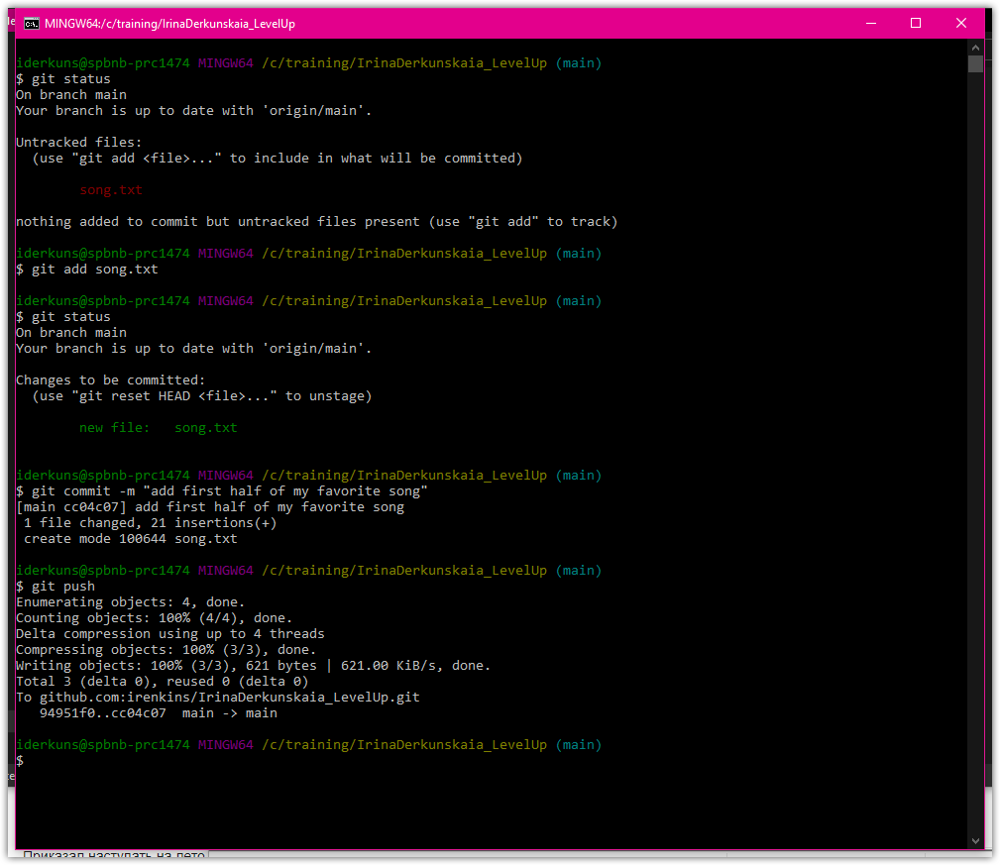 MINGW64:/c/training/IrinaDerkunskaia_LevelUp
iderkuns@spbnb-prc1474 MINGW64 /c/training/IrinaDerkunskaia_LevelUp (main)
$ git status
On branch main
Your branch is up to date with 'origin/main'.
Untracked files:
(use "git add <file>..." to include in what will be committed)
song.txt
nothing added to commit but untracked files present (use "git add" to track)
iderkuns@spbnb-prc1474 MINGW64 /c/training/IrinaDerkunskaia_LevelUp (main)
$ git add song.txt
iderkuns@spbnb-prc1474 MINGW64 /c/training/IrinaDerkunskaia_LevelUp (main)
$ git status
On branch main
Your branch is up to date with 'origin/main'.
Changes to be committed:
(use "git reset HEAD <file>..." to unstage)
new file:   song.txt
iderkuns@spbnb-prc1474 MINGW64 /c/training/IrinaDerkunskaia_LevelUp (main)
$ git commit -m "add first half of my favorite song"
[main cc04c07] add first half of my favorite song
1 file changed, 21 insertions(+)
create mode 100644 song.txt
iderkuns@spbnb-prc1474 MINGW64 /c/training/IrinaDerkunskaia_LevelUp (main)
$ git push
Enumerating objects: 4, done.
Counting objects: 100% (4/4), done.
Delta compression using up to 4 threads
Compressing objects: 100% (3/3), done.
Writing objects: 100% (3/3), 621 bytes | 621.00 KiB/s, done.
Total 3 (delta 0), reused 0 (delta 0)
To github.com:irenkins/IrinaDerkunskaia_LevelUp.git
94951f0..cc04c07  main -> main
iderkuns@spbnb-prc1474 MINGW64 /c/training/IrinaDerkunskaia_LevelUp (main)
$
Приказал наступать на лето